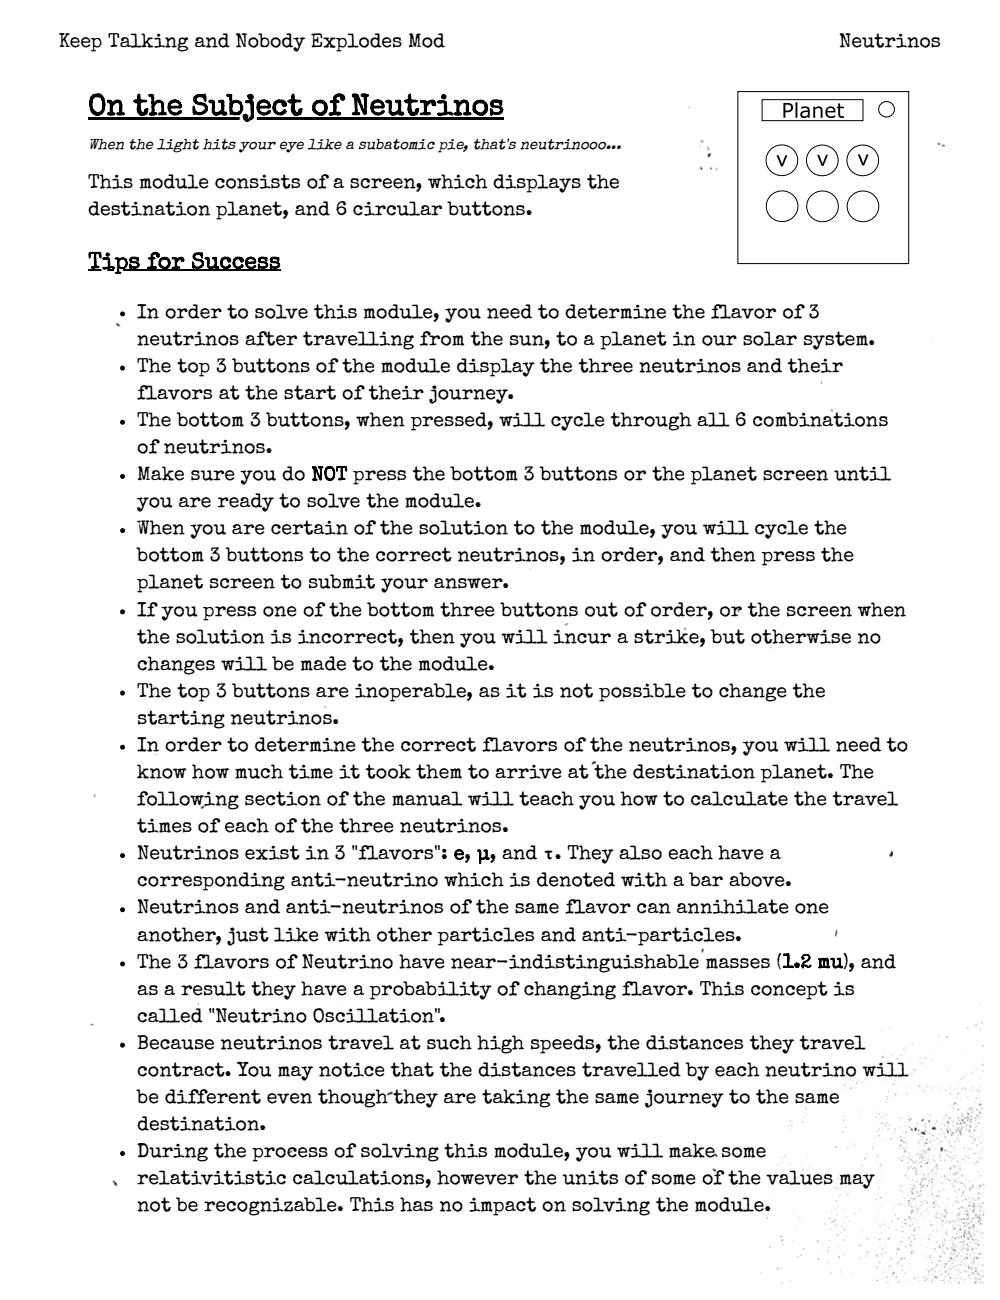 Keep Talking and Nobody Explodes Mod
Neutrinos
On the Subject of Neutrinos
When the light hits your eye like a subatomic pie, that's neutrinooo...
This module consists of a screen, which displays the
destination planet, and 6 circular buttons.
Planet
v v v
Tips for Success
• In order to solve this module, you need to determine the flavor of 3
neutrinos after travelling from the sun, to a planet in our solar system.
• The top 3 buttons of the module display the three neutrinos and their
flavors at the start of their journey.
• The bottom 3 buttons, when pressed, will cycle through all 6 combinations
of neutrinos.
• Make sure you do NOT press the bottom 3 buttons or the planet screen until
you are ready to solve the module.
• When you are certain of the solution to the module, you will cycle the
bottom 3 buttons to the correct neutrinos, in order, and then press the
planet screen to submit your answer.
• If you press one of the bottom three buttons out of order, or the screen when
the solution is incorrect, then you will incur a strike, but otherwise no
changes will be made to the module.
• The top 3 buttons are inoperable, as it is not possible to change the
starting neutrinos.
• In order to determine the correct flavors of the neutrinos, you will need to
know how much time it took them to arrive at the destination planet. The
following section of the manual will teach you how to calculate the travel
times of each of the three neutrinos.
• Neutrinos exist in 3 "flavors": e, μ, and τ. They also each have a
corresponding anti-neutrino which is denoted with a bar above.
• Neutrinos and anti-neutrinos of the same flavor can annihilate one
another, just like with other particles and anti-particles.
• The 3 flavors of Neutrino have near-indistinguishable masses (1.2 mu), and
as a result they have a probability of changing flavor. This concept is
called "Neutrino Oscillation".
• Because neutrinos travel at such high speeds, the distances they travel
contract. You may notice that the distances travelled by each neutrino will
be different even though they are taking the same journey to the same
destination.
• During the process of solving this module, you will make some
relativitistic calculations, however the units of some of the values may
not be recognizable. This has no impact on solving the module.